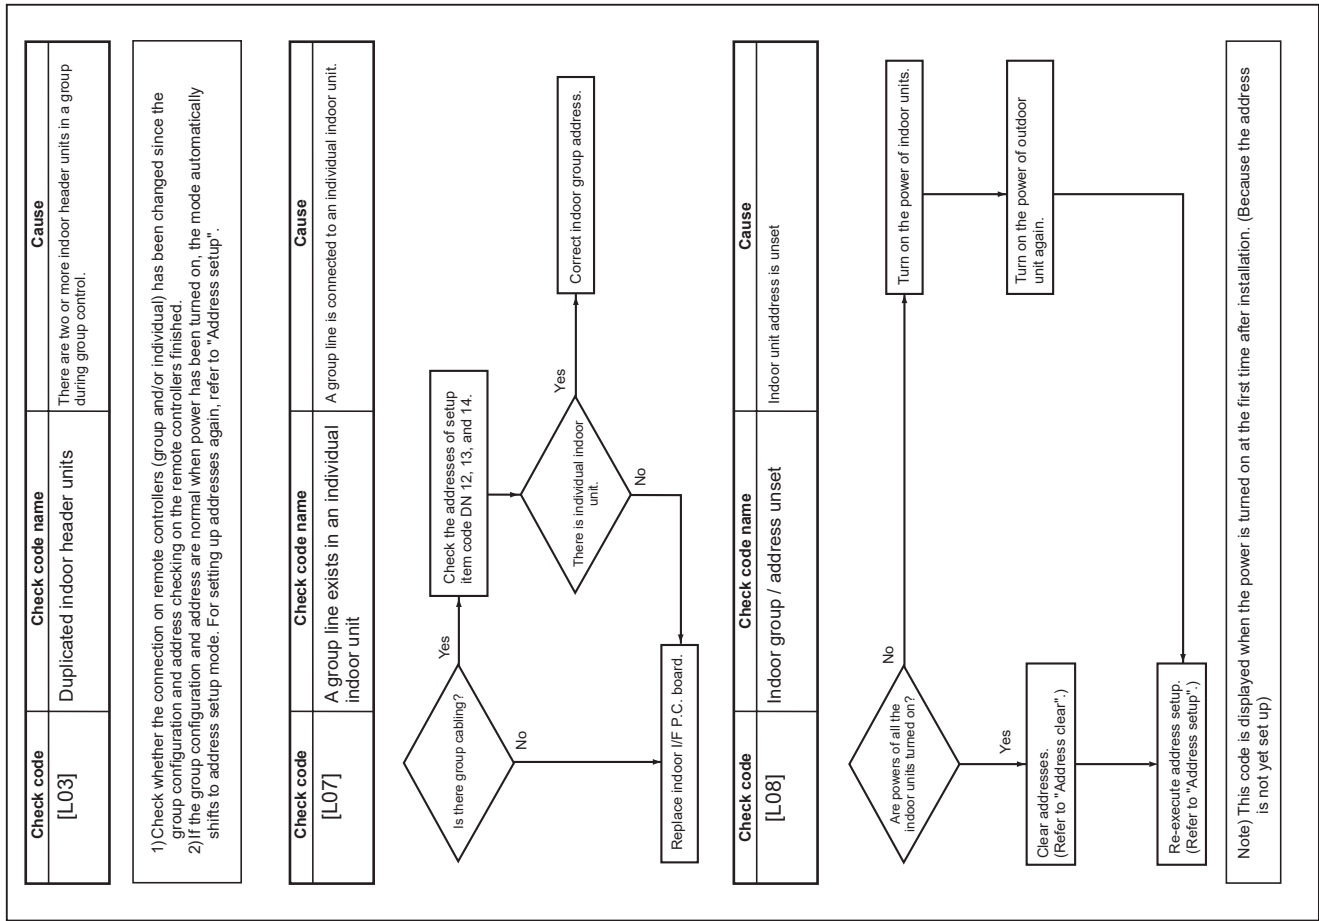 Check code
Check code name
Cause
[L03]
Duplicated indoor header units
There are two or more indoor header units in a group
during group control.
1)Check whether the connection on remote controllers (group and/or individual) has been changed since the
group configuration and address checking on the remote controllers finished.
2)If the group configuration and address are normal when power has been turned on, the mode automatically
shifts to address setup mode. For setting up addresses again, refer to "Address setup".
Check code
Check code name
Cause
[L07]
A group line exists in an individual
indoor unit
A group line is connected to an individual indoor unit.
Is there group cabling?
Yes
No
Check the addresses of setup
item code DN 12, 13, and 14.
There is individual indoor
unit.
Yes
No
Correct indoor group address.
Replace indoor I/F P.C. board.
Check code
Check code name
Cause
[L08]
Indoor group / address unset
Indoor unit address is unset
Are powers of all the
indoor units turned on?
No
Yes
Turn on the power of indoor units.
Turn on the power of outdoor
unit again.
Clear addresses.
(Refer to "Address clear".)
Re-execute address setup.
(Refer to "Address setup".)
Note) This code is displayed when the power is turned on at the first time after installation. (Because the address
is not yet set up)